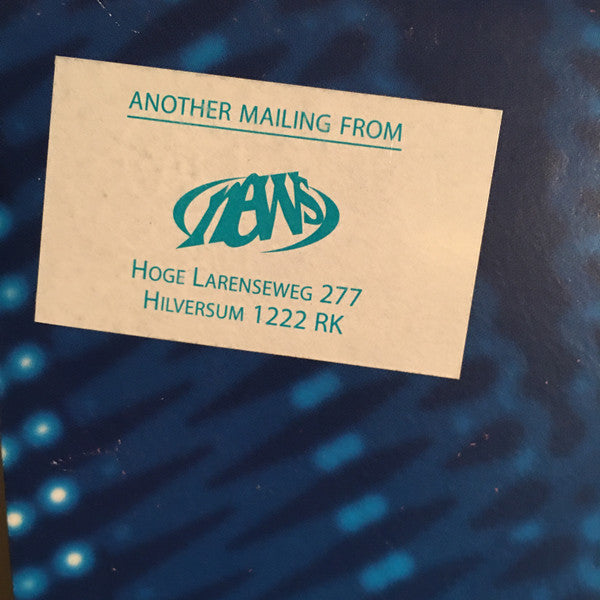 ANOTHER MAILING FROM
news
HOGE LARENSEWEG 277
HILVERSUM 1222 RK